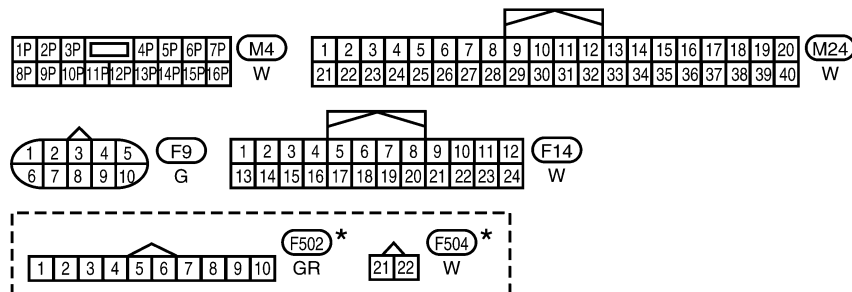 1P 2P 3P 4P 5P 6P 7P M4
8P 9P 10P 11P 12P 13P 14P 15P 16P W
1 2 3 4 5 6 7 8 9 10 11 12 13 14 15 16 17 18 19 20 M24
21 22 23 24 25 26 27 28 29 30 31 32 33 34 35 36 37 38 39 40 W
1 2 3 4 5 F9
6 7 8 9 10 G
1 2 3 4 5 6 7 8 9 10 11 12 F14
13 14 15 16 17 18 19 20 21 22 23 24 W
1 2 3 4 5 6 7 8 9 10 F502 *
GR
21 22 F504 *
W